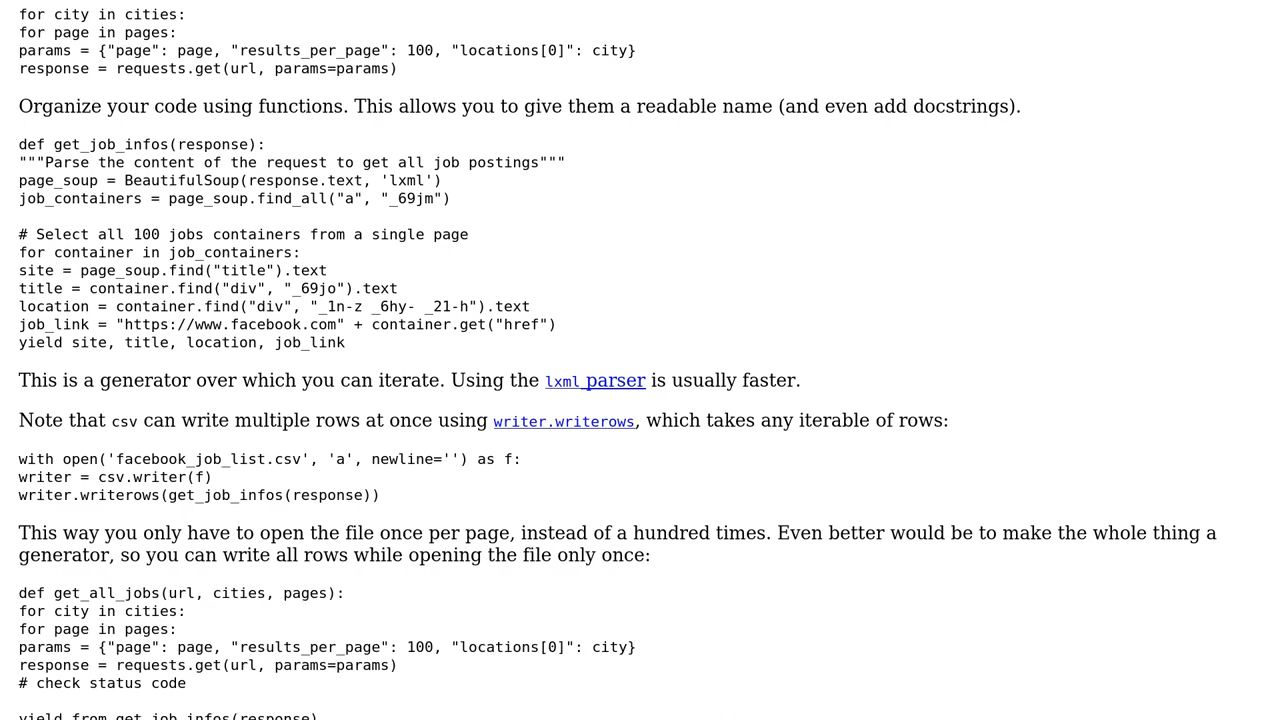 for city in cities:
for page in pages:
params = {"page": page, "results_per_page": 100, "locations[0]": city}
response = requests.get(url, params=params)
Organize your code using functions. This allows you to give them a readable name (and even add docstrings).
def get_job_infos(response):
"""Parse the content of the request to get all job postings"""
page_soup = BeautifulSoup(response.text, 'lxml')
job_containers = page_soup.find_all("a", "_69jm")
# Select all 100 jobs containers from a single page
for container in job_containers:
site = page_soup.find("title").text
title = container.find("div", "_69jo").text
location = container.find("div", "_1n-z _6hy- _21-h").text
job_link = "https://www.facebook.com" + container.get("href")
yield site, title, location, job_link
This is a generator over which you can iterate. Using the lxml parser is usually faster.
Note that csv can write multiple rows at once using writer.writerows, which takes any iterable of rows:
with open('facebook_job_list.csv', 'a', newline='') as f:
writer = csv.writer(f)
writer.writerows(get_job_infos(response))
This way you only have to open the file once per page, instead of a hundred times. Even better would be to make the whole thing a
generator, so you can write all rows while opening the file only once:
def get_all_jobs(url, cities, pages):
for city in cities:
for page in pages:
params = {"page": page, "results_per_page": 100, "locations[0]": city}
response = requests.get(url, params=params)
# check status code
yield from get_job_infos(response)